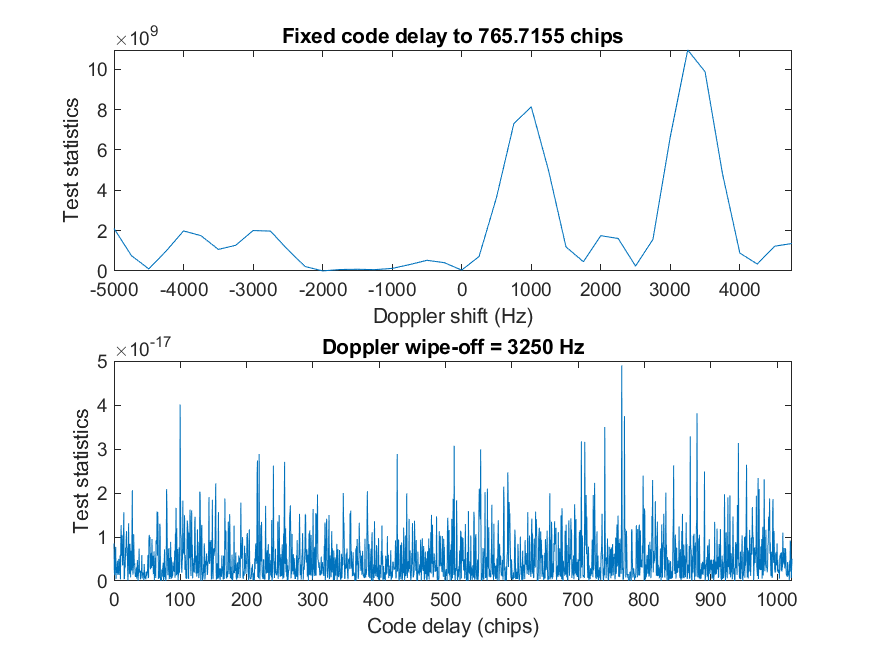 Fixed code delay to 765.7155 chips
×10^9
10
8
6
4
2
0
Test statistics
-5000 -4000 -3000 -2000 -1000 0 1000 2000 3000 4000
Doppler shift (Hz)
Doppler wipe-off = 3250 Hz
×10^-17
5
4
3
2
1
0
Test statistics
0 100 200 300 400 500 600 700 800 900 1000
Code delay (chips)